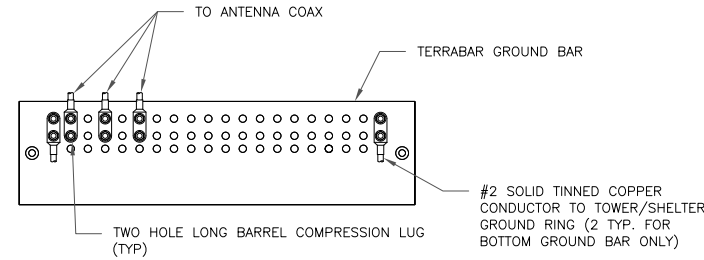 TO ANTENNA COAX
TERRABAR GROUND BAR
#2 SOLID TINNED COPPER
CONDUCTOR TO TOWER/SHELTER
GROUND RING (2 TYP. FOR
BOTTOM GROUND BAR ONLY)
TWO HOLE LONG BARREL COMPRESSION LUG
(TYP)